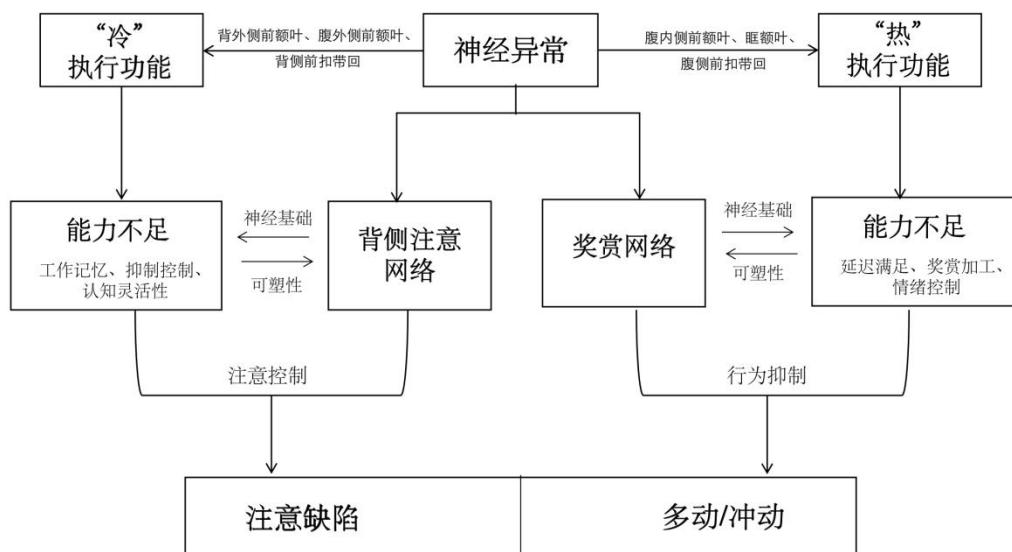 “冷”
执行功能
背外侧前额叶、腹外侧前额叶、
背侧前扣带回
神经异常
腹内侧前额叶、眶额叶、
腹侧前扣带回
“热”
执行功能
能力不足
工作记忆、抑制控制、
认知灵活性
神经基础
可塑性
背侧注意
网络
奖赏网络
神经基础
可塑性
能力不足
延迟满足、奖赏加工、
情绪控制
注意控制
行为抑制
注意缺陷
多动/冲动